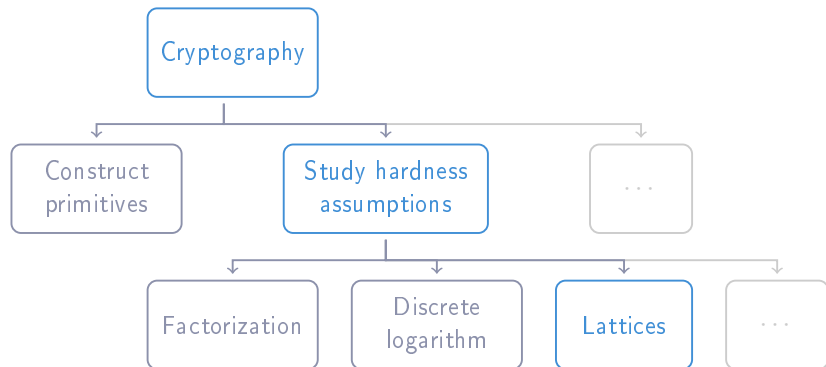 Cryptography
Construct
primitives
Study hardness
assumptions
...
Factorization
Discrete
logarithm
Lattices
...